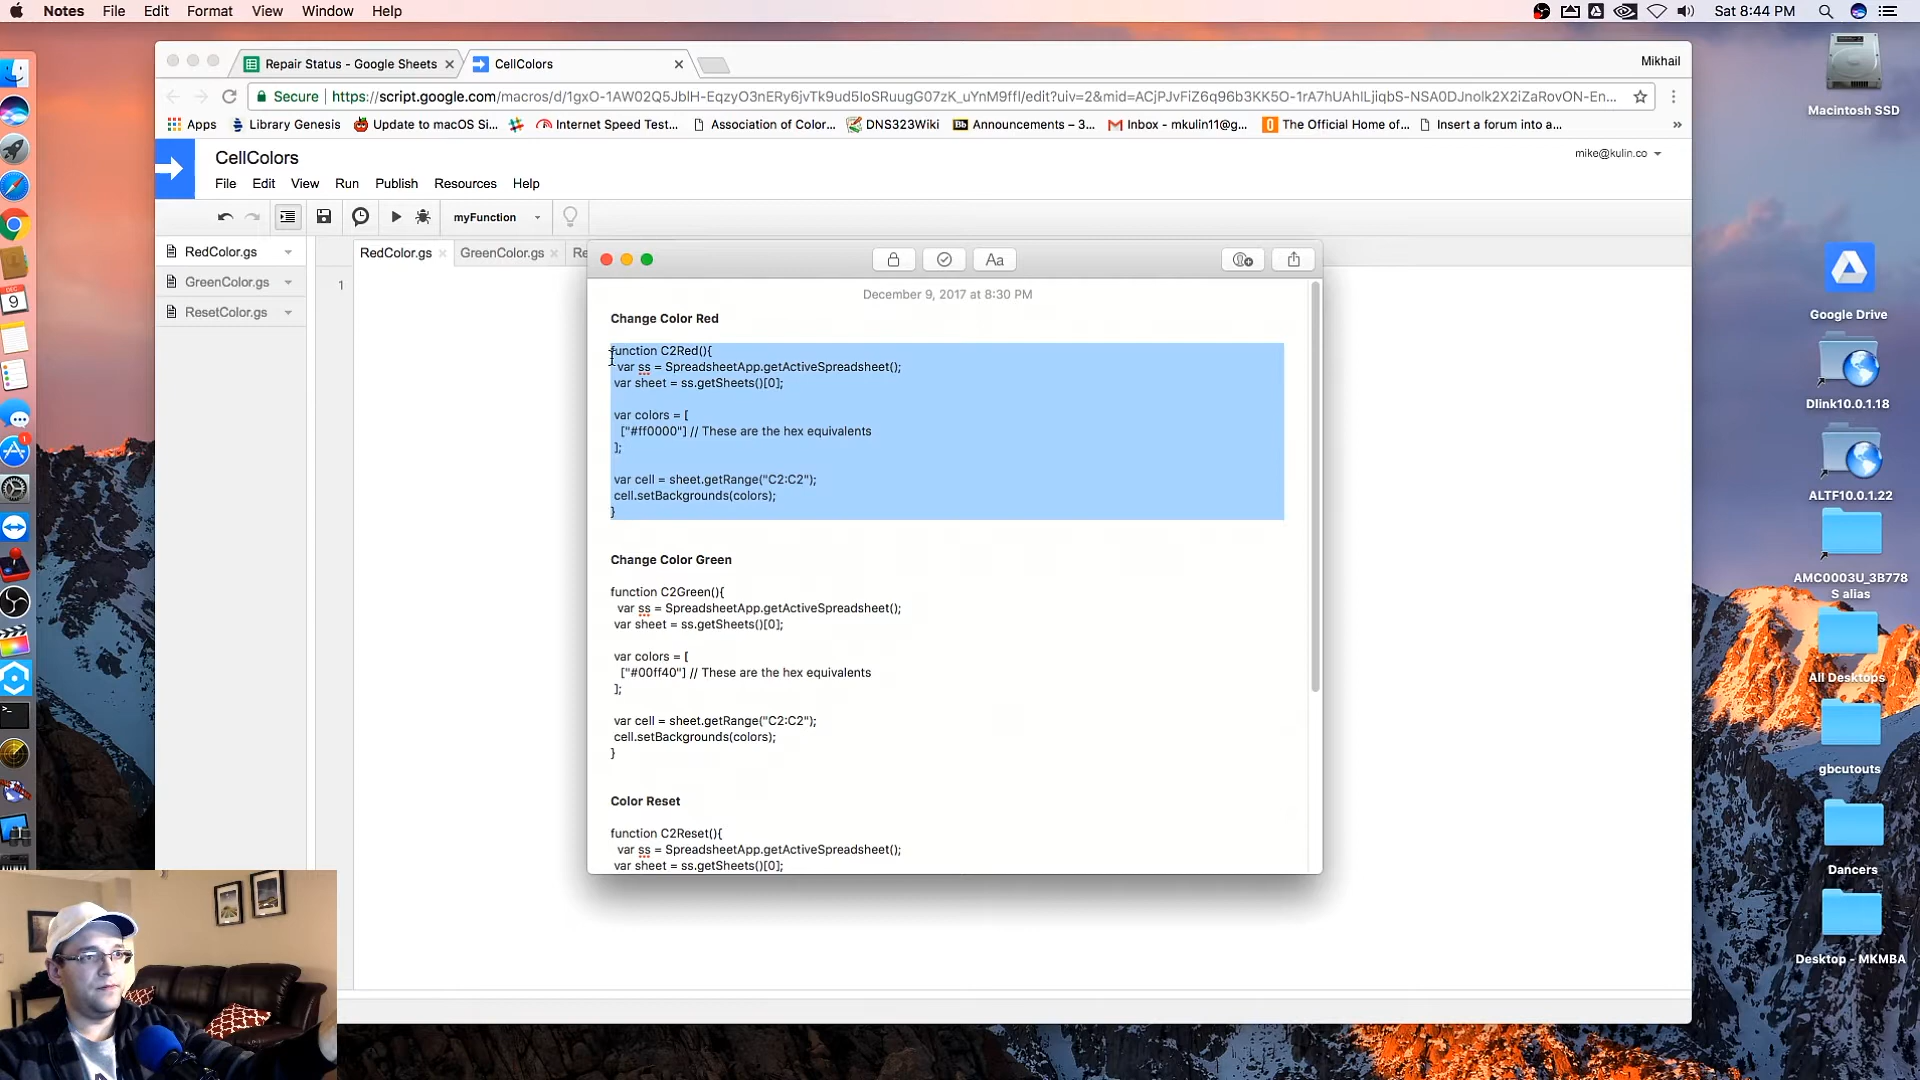 Notes File Edit Format View Window Help
Sat 8:44 PM
Repair Status - Google Sheets
CellColors
Mikhail
Secure | https://script.google.com/macros/d/1gxO-1AW02Q5JbIH-EqzyO3nERy6jvTk9ud5loSRuugG07zK_uYnM9ffI/edit?uiv=2&mid=ACjPJvFiZ6q96b3KK5O-1rA7hUAhlLjiqbS-NSA0DJnolk2X2iZaRovON-En...
Apps Library Genesis Update to macOS Si... Internet Speed Test... Association of Color... DNS323Wiki Bb Announcements – 3... Inbox - mkulin11@g... The Official Home of... Insert a forum into a... »
CellColors
mike@kulin.co
File Edit View Run Publish Resources Help
myFunction
RedColor.gs
GreenColor.gs
ResetColor.gs
RedColor.gs GreenColor.gs Re
1
Aa
December 9, 2017 at 8:30 PM
Change Color Red
function C2Red(){
var ss = SpreadsheetApp.getActiveSpreadsheet();
var sheet = ss.getSheets()[0];
var colors = [
["#ff0000"] // These are the hex equivalents
];
var cell = sheet.getRange("C2:C2");
cell.setBackgrounds(colors);
}
Change Color Green
function C2Green(){
var ss = SpreadsheetApp.getActiveSpreadsheet();
var sheet = ss.getSheets()[0];
var colors = [
["#00ff40"] // These are the hex equivalents
];
var cell = sheet.getRange("C2:C2");
cell.setBackgrounds(colors);
}
Color Reset
function C2Reset(){
var ss = SpreadsheetApp.getActiveSpreadsheet();
var sheet = ss.getSheets()[0];
Macintosh SSD
Google Drive
Dlink10.0.1.18
ALTF10.0.1.22
AMC0003U_3B778
S alias
All Desktops
gbcutouts
Dancers
Desktop - MKMBA
DEC
9
1